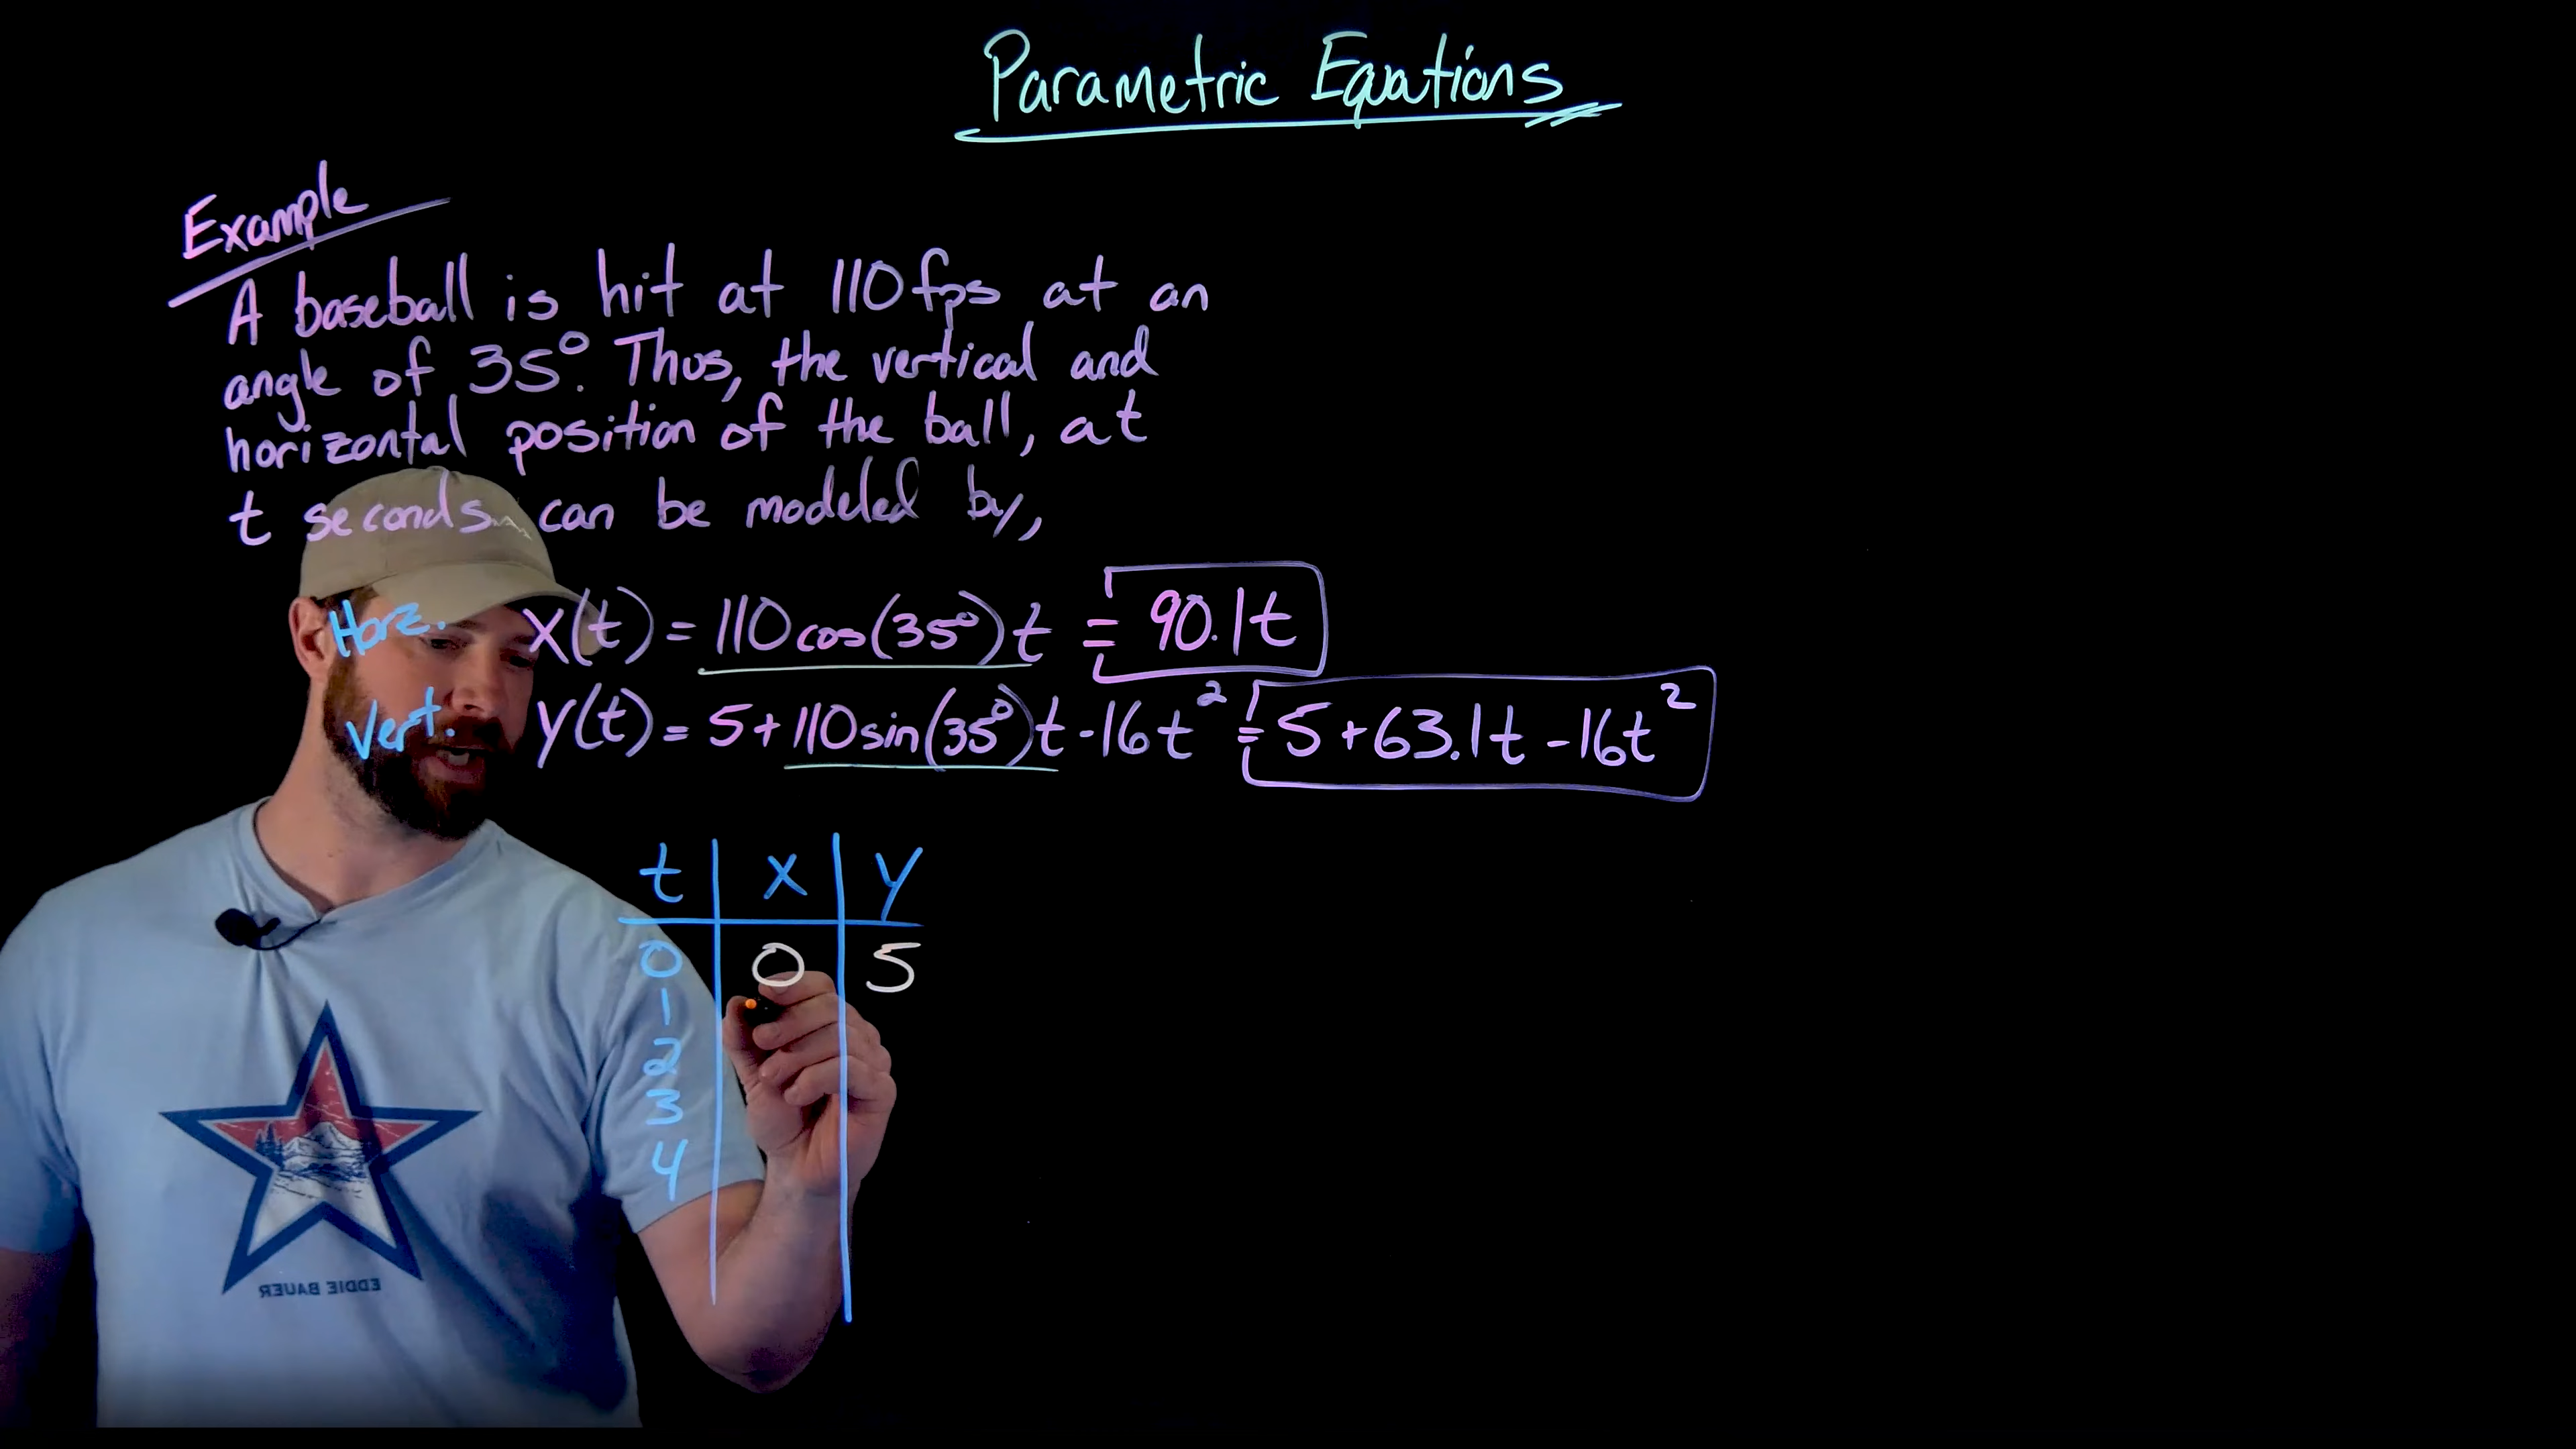 Parametric Equations
Example
A baseball is hit at 110fps at an
angle of 35°. Thus, the vertical and
horizontal position of the ball, at
t seconds can be modeled by,
Horz. x(t) = 110cos(35°)t = 90.1t
Vert. y(t) = 5+110sin(35°)t-16t² = 5+63.1t-16t²
t x y
0 0 5
1
2
3
4
EDDIE BAUER